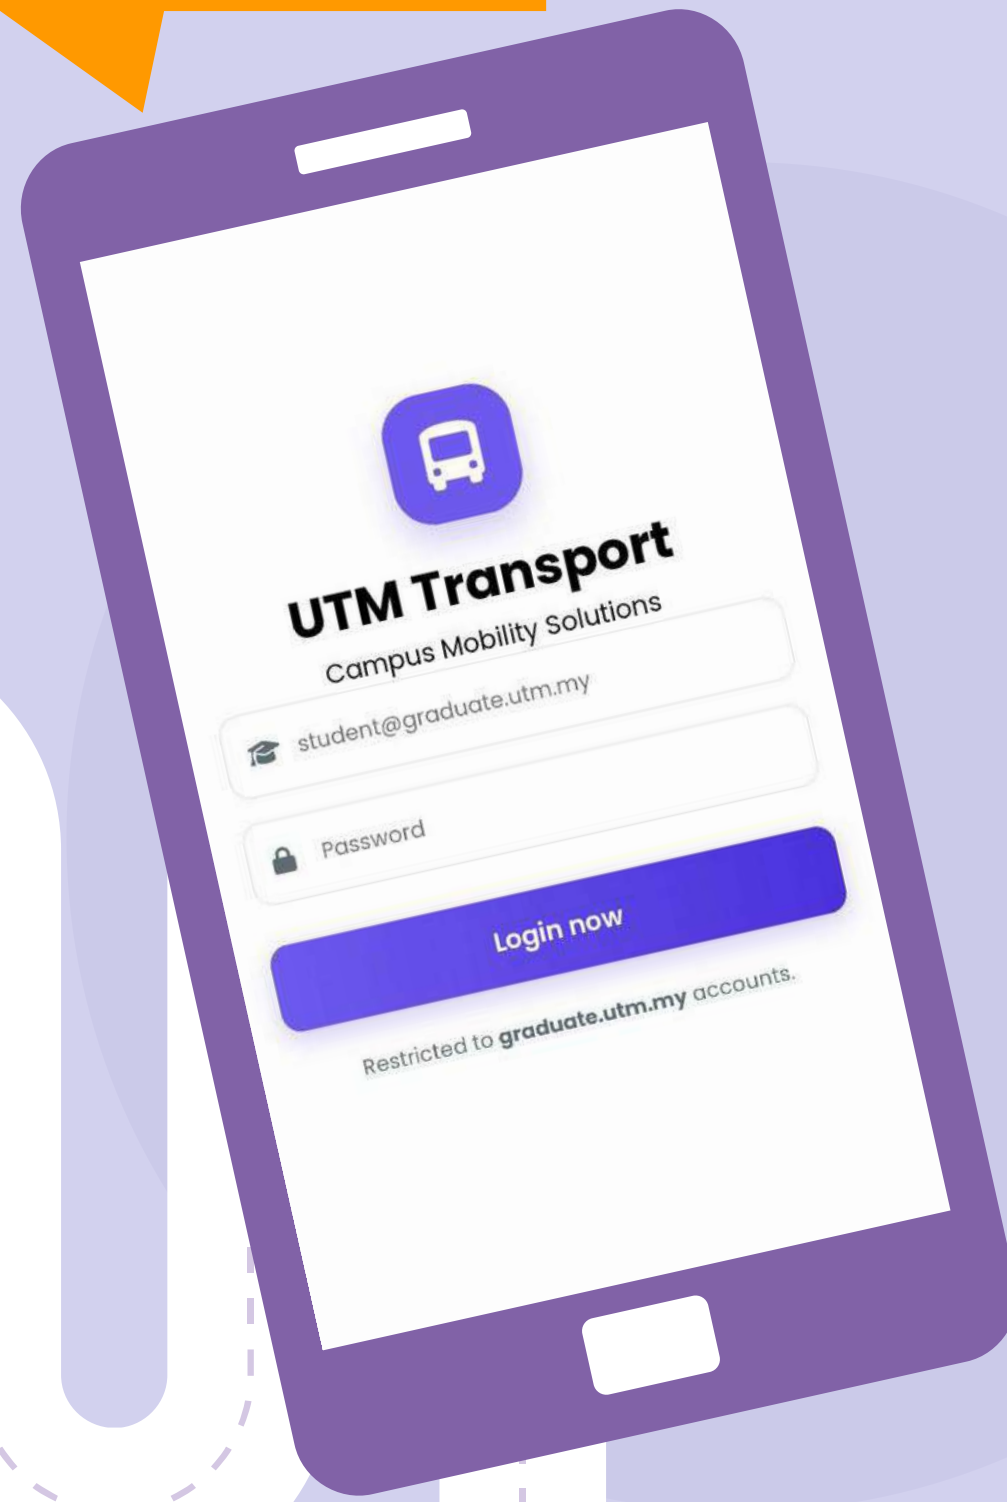 UTM Transport
Campus Mobility Solutions
student@graduate.utm.my
Password
Login now
Restricted to graduate.utm.my accounts.